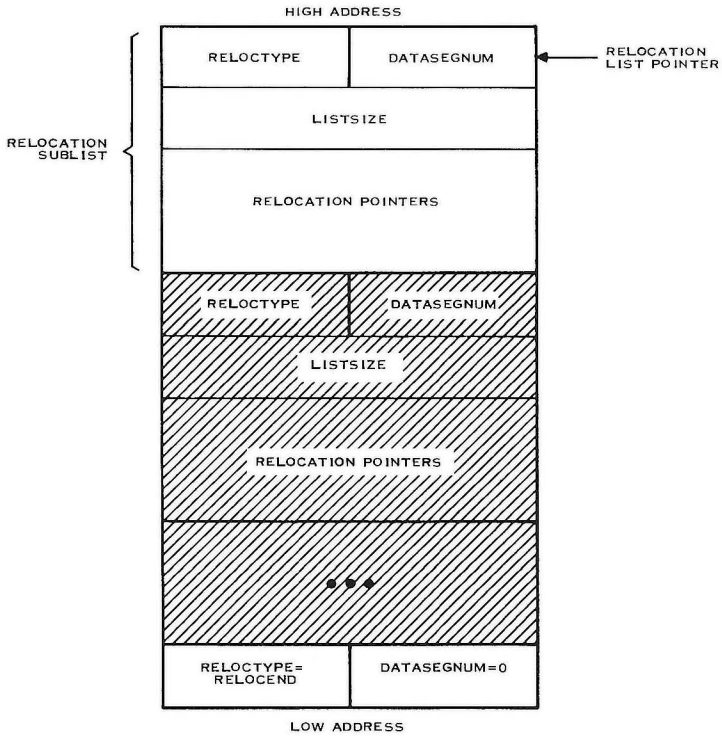 HIGH ADDRESS
RELOCTYPE
DATASEGNUM
RELOCATION
LIST POINTER
LISTSIZE
RELOCATION
SUBLIST
RELOCATION POINTERS
RELOCTYPE
DATASEGNUM
LISTSIZE
RELOCATION POINTERS
RELOCTYPE=
RELOCEND
DATASEGNUM=0
LOW ADDRESS